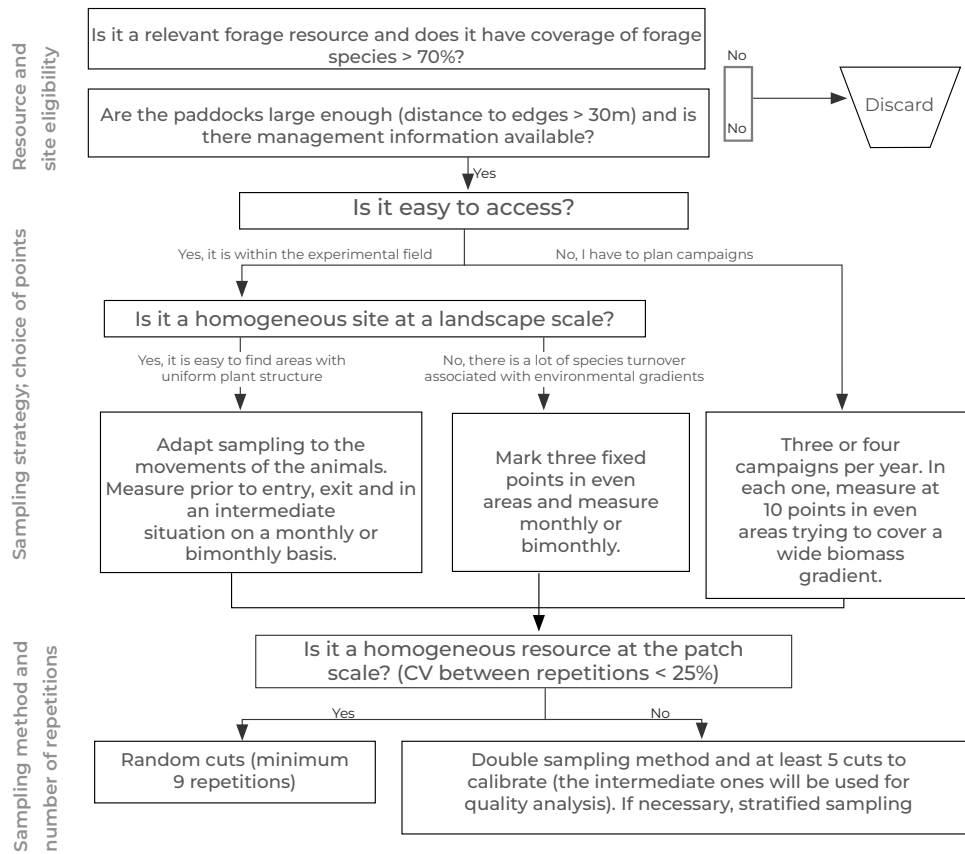 Resource and
site eligibility
Is it a relevant forage resource and does it have coverage of forage
species > 70%?
No
Are the paddocks large enough (distance to edges > 30m) and is
there management information available?
No
Discard
Yes
Sampling strategy; choice of points
Is it easy to access?
Yes, it is within the experimental field
No, I have to plan campaigns
Is it a homogeneous site at a landscape scale?
Yes, it is easy to find areas with
uniform plant structure
No, there is a lot of species turnover
associated with environmental gradients
Adapt sampling to the
movements of the animals.
Measure prior to entry, exit and in
an intermediate
situation on a monthly or
bimonthly basis.
Mark three fixed
points in even
areas and measure
monthly or
bimonthly.
Three or four
campaigns per year. In
each one, measure at
10 points in even
areas trying to cover a
wide biomass
gradient.
Sampling method and
number of repetitions
Is it a homogeneous resource at the patch
scale? (CV between repetitions < 25%)
Yes
No
Random cuts (minimum
9 repetitions)
Double sampling method and at least 5 cuts to
calibrate (the intermediate ones will be used for
quality analysis). If necessary, stratified sampling